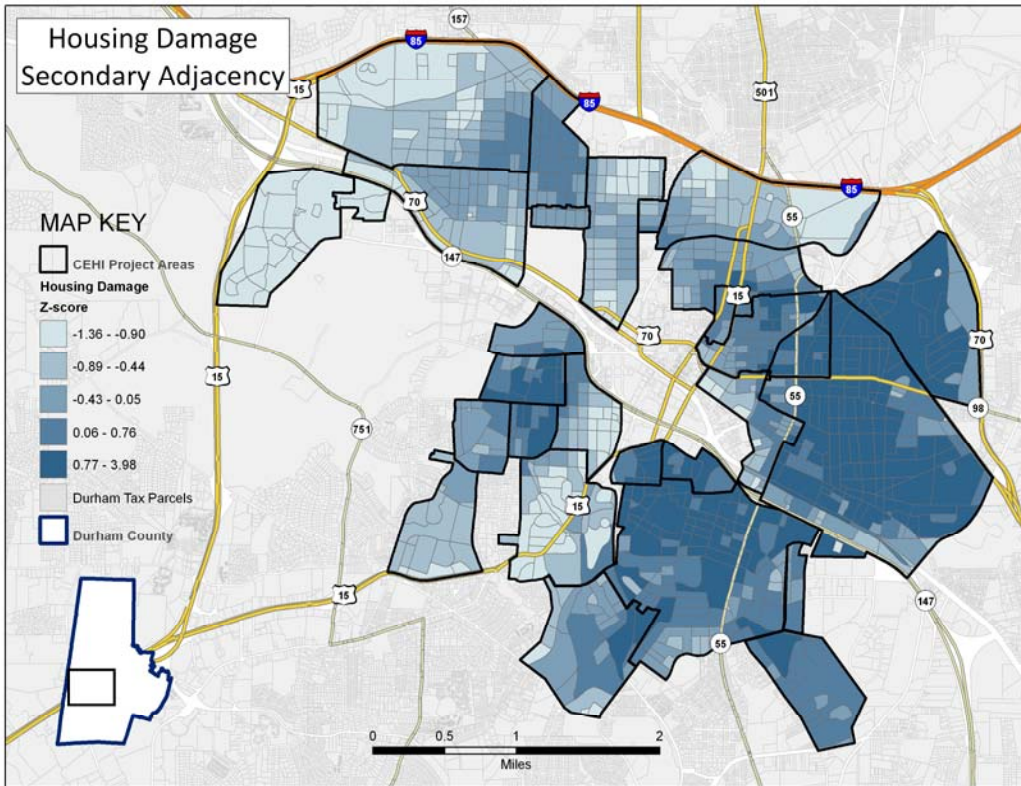 Housing Damage
Secondary Adjacency
157
85
15
501
85
85
55
70
147
15
70
15
70
55
98
751
15
147
15
55
MAP KEY
CEHI Project Areas
Housing Damage
Z-score
-1.36 - -0.90
-0.89 - -0.44
-0.43 - 0.05
0.06 - 0.76
0.77 - 3.98
Durham Tax Parcels
Durham County
0 0.5 1 2
Miles